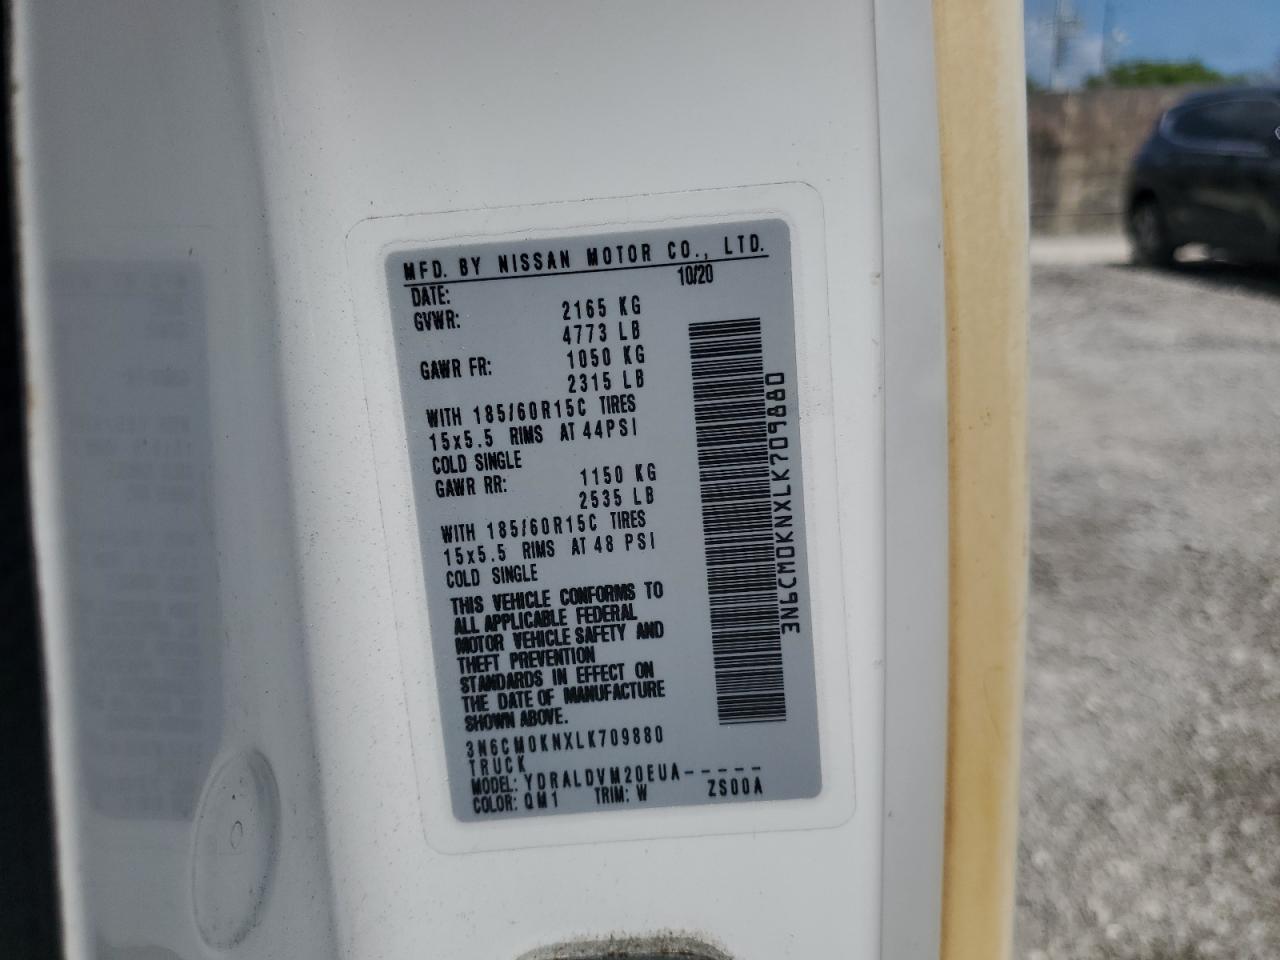 MFD. BY NISSAN MOTOR CO., LTD.
DATE: 10/20
GVWR: 2165 KG
4773 LB
GAWR FR: 1050 KG
2315 LB
WITH 185/60R15C TIRES
15x5.5 RIMS AT 44PSI
COLD SINGLE
GAWR RR: 1150 KG
2535 LB
WITH 185/60R15C TIRES
15x5.5 RIMS AT 48 PSI
COLD SINGLE
THIS VEHICLE CONFORMS TO
ALL APPLICABLE FEDERAL
MOTOR VEHICLE SAFETY AND
THEFT PREVENTION
STANDARDS IN EFFECT ON
THE DATE OF MANUFACTURE
SHOWN ABOVE.
3N6CM0KNXLK709880
TRUCK
MODEL: YDRALDVM20EUA-----
COLOR: QM1 TRIM: W ZS00A
3N6CM0KNXLK709880